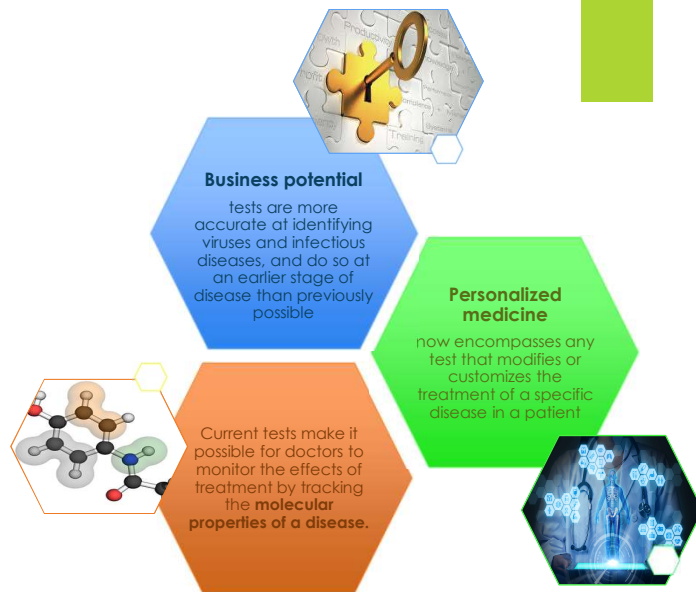 Productivity
Profit
Training
Business potential
tests are more
accurate at identifying
viruses and infectious
diseases, and do so at
an earlier stage of
disease than previously
possible
Personalized
medicine
now encompasses any
test that modifies or
customizes the
treatment of a specific
disease in a patient
Current tests make it
possible for doctors to
monitor the effects of
treatment by tracking
the molecular
properties of a disease.